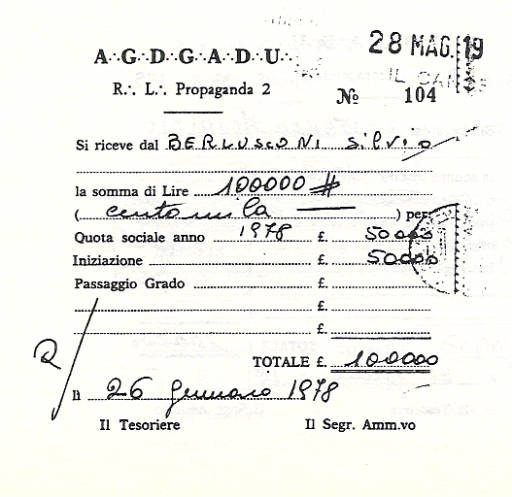 A∴G∴D∴G∴A∴D∴U∴
28 MAG. 19
R∴ L∴ Propaganda 2
IL
No 104
Si riceve dal BERLUSCONI Silvio
la somma di Lire 100000 #
( centomila ) per:
Quota sociale anno 1978 £. 50000
Iniziazione £. 50000
Passaggio Grado £.
£.
£.
TOTALE £. 100000
Il 26 Gennaio 1978
Il Tesoriere Il Segr. Amm.vo